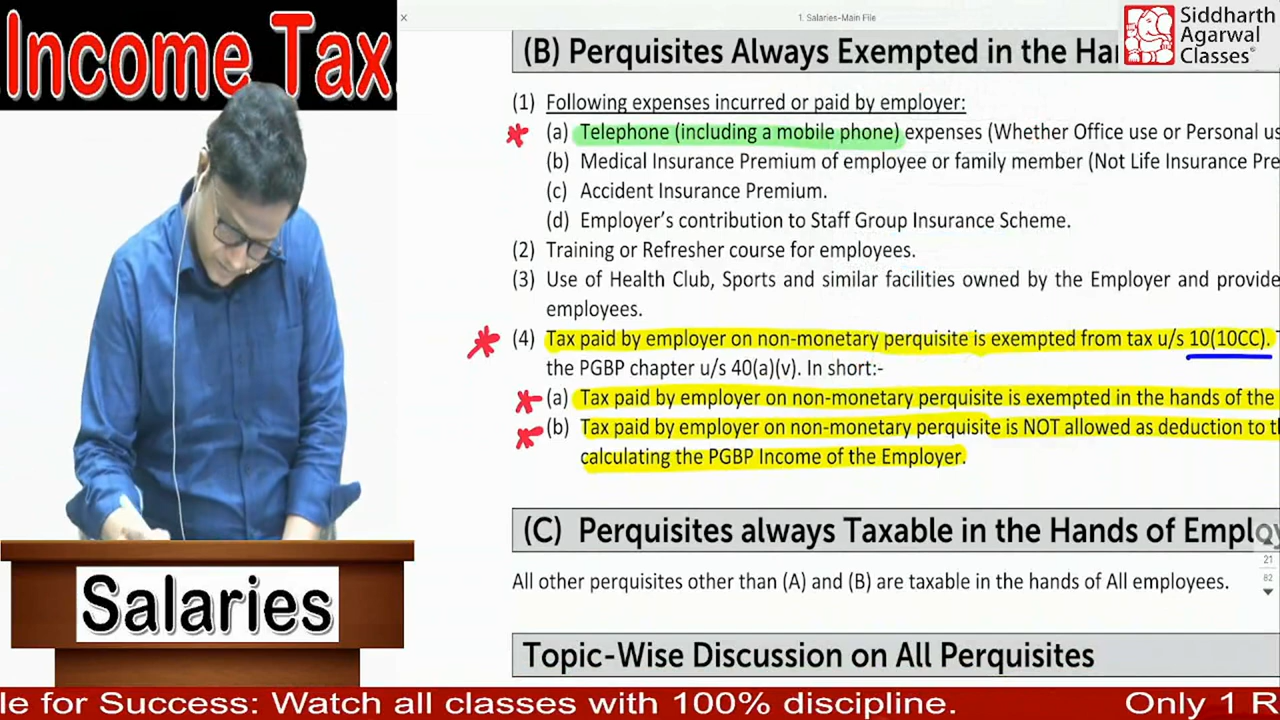 Income Tax
1. Salaries-Main File
Siddharth
Agarwal
Classes®
(B) Perquisites Always Exempted in the Ha
(1) Following expenses incurred or paid by employer:
(a) Telephone (including a mobile phone) expenses (Whether Office use or Personal us
(b) Medical Insurance Premium of employee or family member (Not Life Insurance Pre
(c) Accident Insurance Premium.
(d) Employer's contribution to Staff Group Insurance Scheme.
(2) Training or Refresher course for employees.
(3) Use of Health Club, Sports and similar facilities owned by the Employer and provide
employees.
(4) Tax paid by employer on non-monetary perquisite is exempted from tax u/s 10(10CC).
the PGBP chapter u/s 40(a)(v). In short:-
(a) Tax paid by employer on non-monetary perquisite is exempted in the hands of the
(b) Tax paid by employer on non-monetary perquisite is NOT allowed as deduction to th
calculating the PGBP Income of the Employer.
(C) Perquisites always Taxable in the Hands of Emplo
21
82
All other perquisites other than (A) and (B) are taxable in the hands of All employees.
Topic-Wise Discussion on All Perquisites
Salaries
le for Success: Watch all classes with 100% discipline. Only 1 R